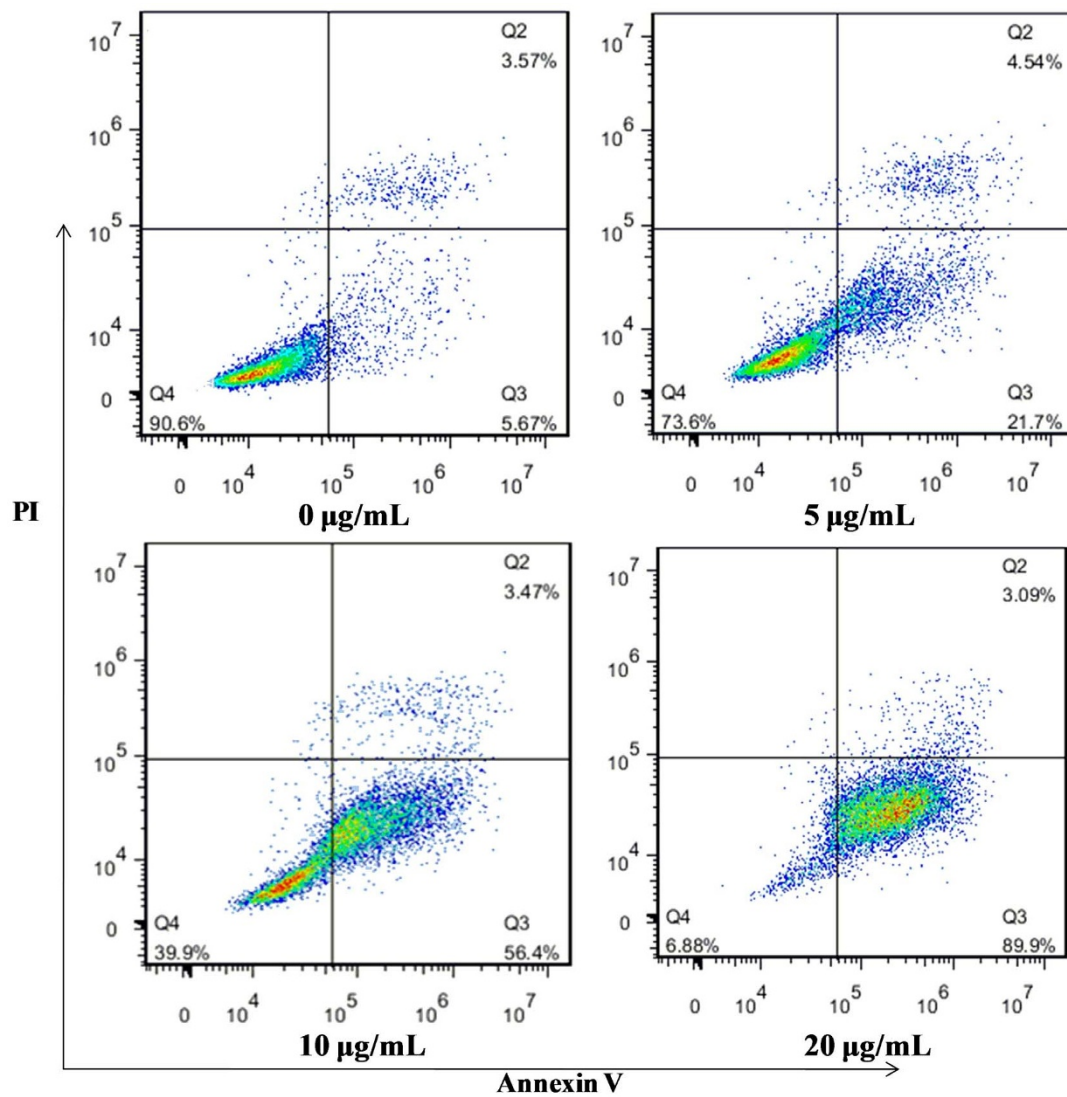 Q2
3.57%
10^7
10^6
10^5
10^4
0
Q4
90.6%
Q3
5.67%
0 10^4 10^5 10^6 10^7
0 µg/mL
Q2
4.54%
10^7
10^6
10^5
10^4
0
Q4
73.6%
Q3
21.7%
0 10^4 10^5 10^6 10^7
5 µg/mL
PI
Q2
3.47%
10^7
10^6
10^5
10^4
0
Q4
39.9%
Q3
56.4%
0 10^4 10^5 10^6 10^7
10 µg/mL
Q2
3.09%
10^7
10^6
10^5
10^4
0
Q4
6.88%
Q3
89.9%
0 10^4 10^5 10^6 10^7
20 µg/mL
Annexin V